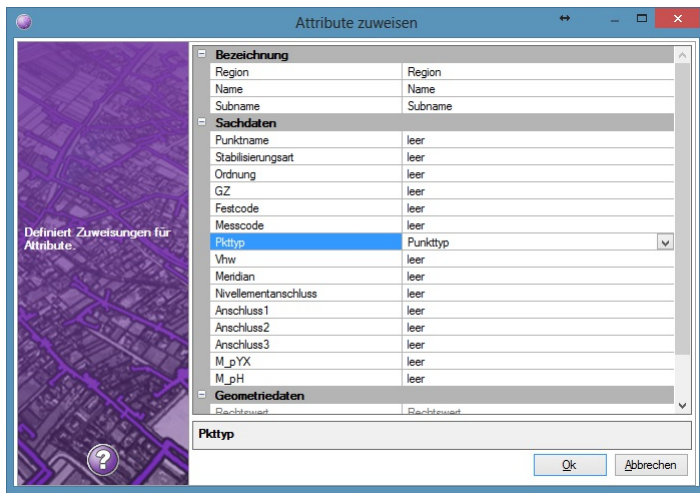 Attribute zuweisen
Definiert Zuweisungen für
Attribute.
Bezeichnung
Region Region
Name Name
Subname Subname
Sachdaten
Punktname leer
Stabilisierungsart leer
Ordnung leer
GZ leer
Festcode leer
Messcode leer
Pkttyp Punkttyp
Vhw leer
Meridian leer
Nivellementanschluss leer
Anschluss1 leer
Anschluss2 leer
Anschluss3 leer
M_pYX leer
M_pH leer
Geometriedaten
Rechtswert Rechtswert
Pkttyp
?
Ok Abbrechen